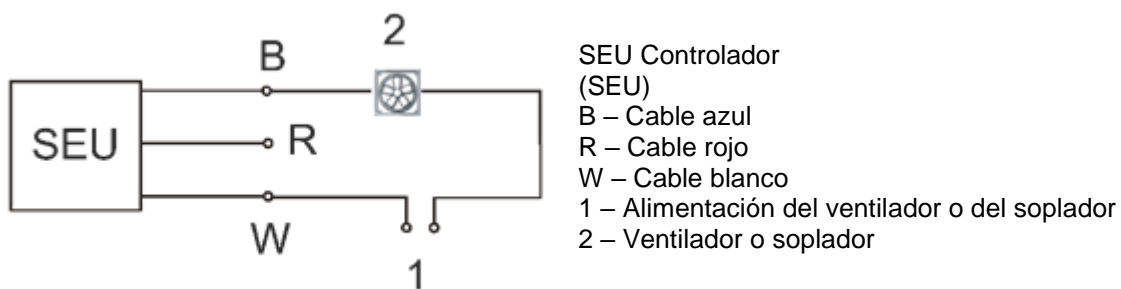 B
2
SEU
R
W
1
SEU Controlador
(SEU)
B – Cable azul
R – Cable rojo
W – Cable blanco
1 – Alimentación del ventilador o del soplador
2 – Ventilador o soplador